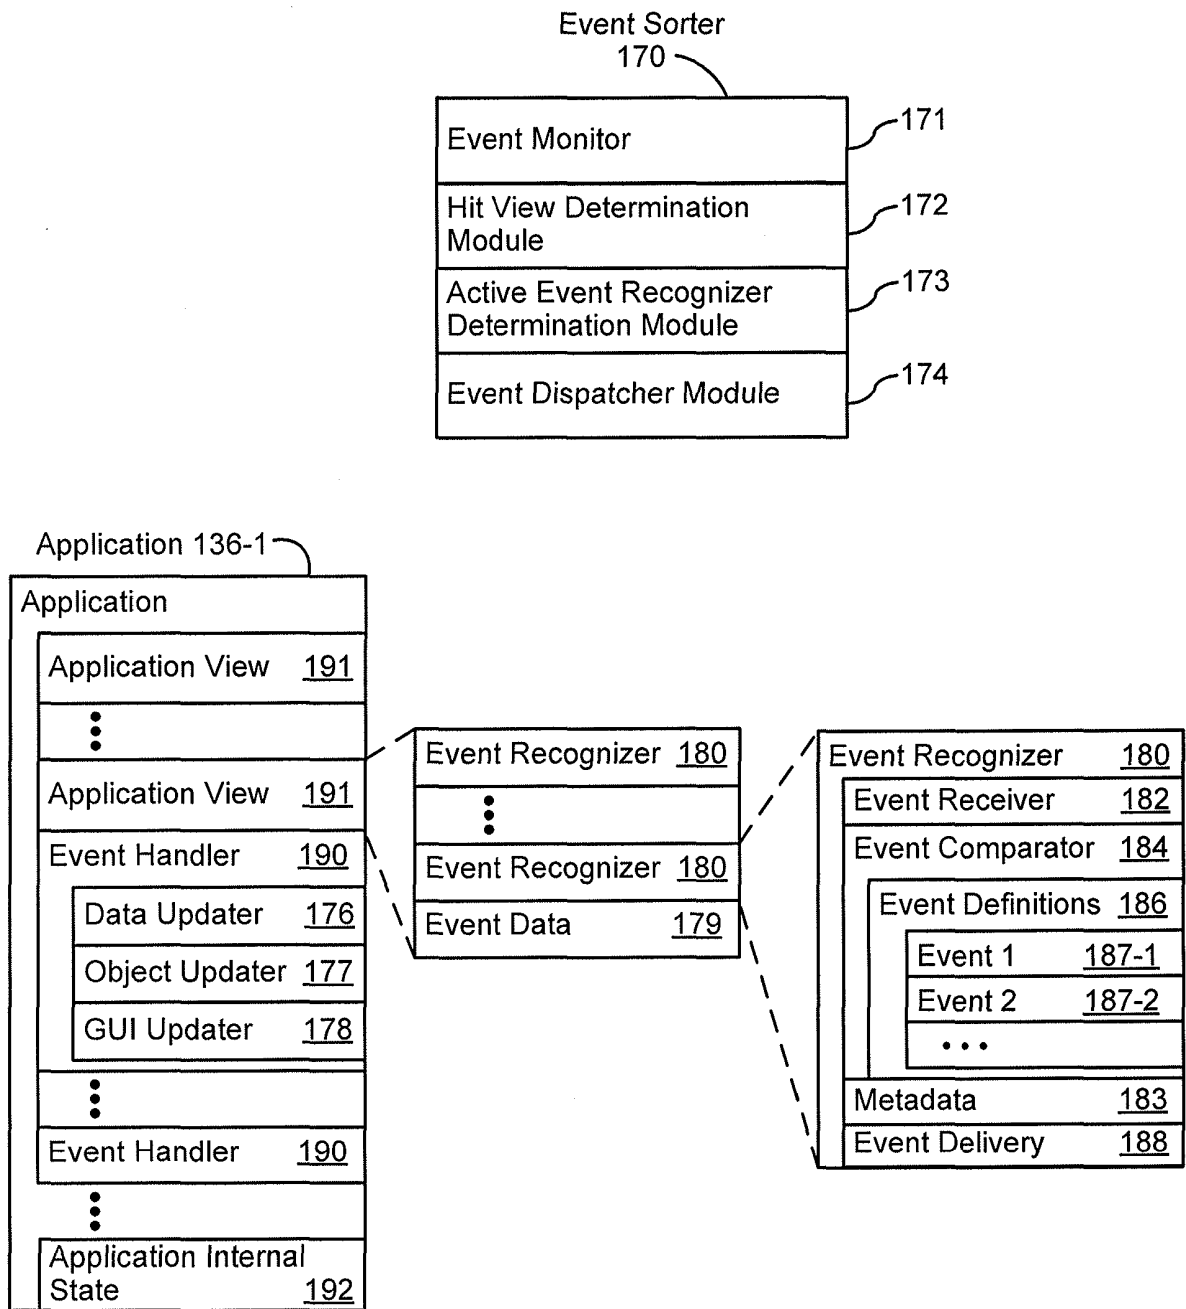 Event Sorter
170
Event Monitor
171
Hit View Determination
Module
172
Active Event Recognizer
Determination Module
173
Event Dispatcher Module
174
Application 136-1
Application
Application View 191
Application View 191
Event Handler 190
Data Updater 176
Object Updater 177
GUI Updater 178
Event Handler 190
Application Internal
State 192
Event Recognizer 180
Event Recognizer 180
Event Data 179
Event Recognizer 180
Event Receiver 182
Event Comparator 184
Event Definitions 186
Event 1 187-1
Event 2 187-2
Metadata 183
Event Delivery 188